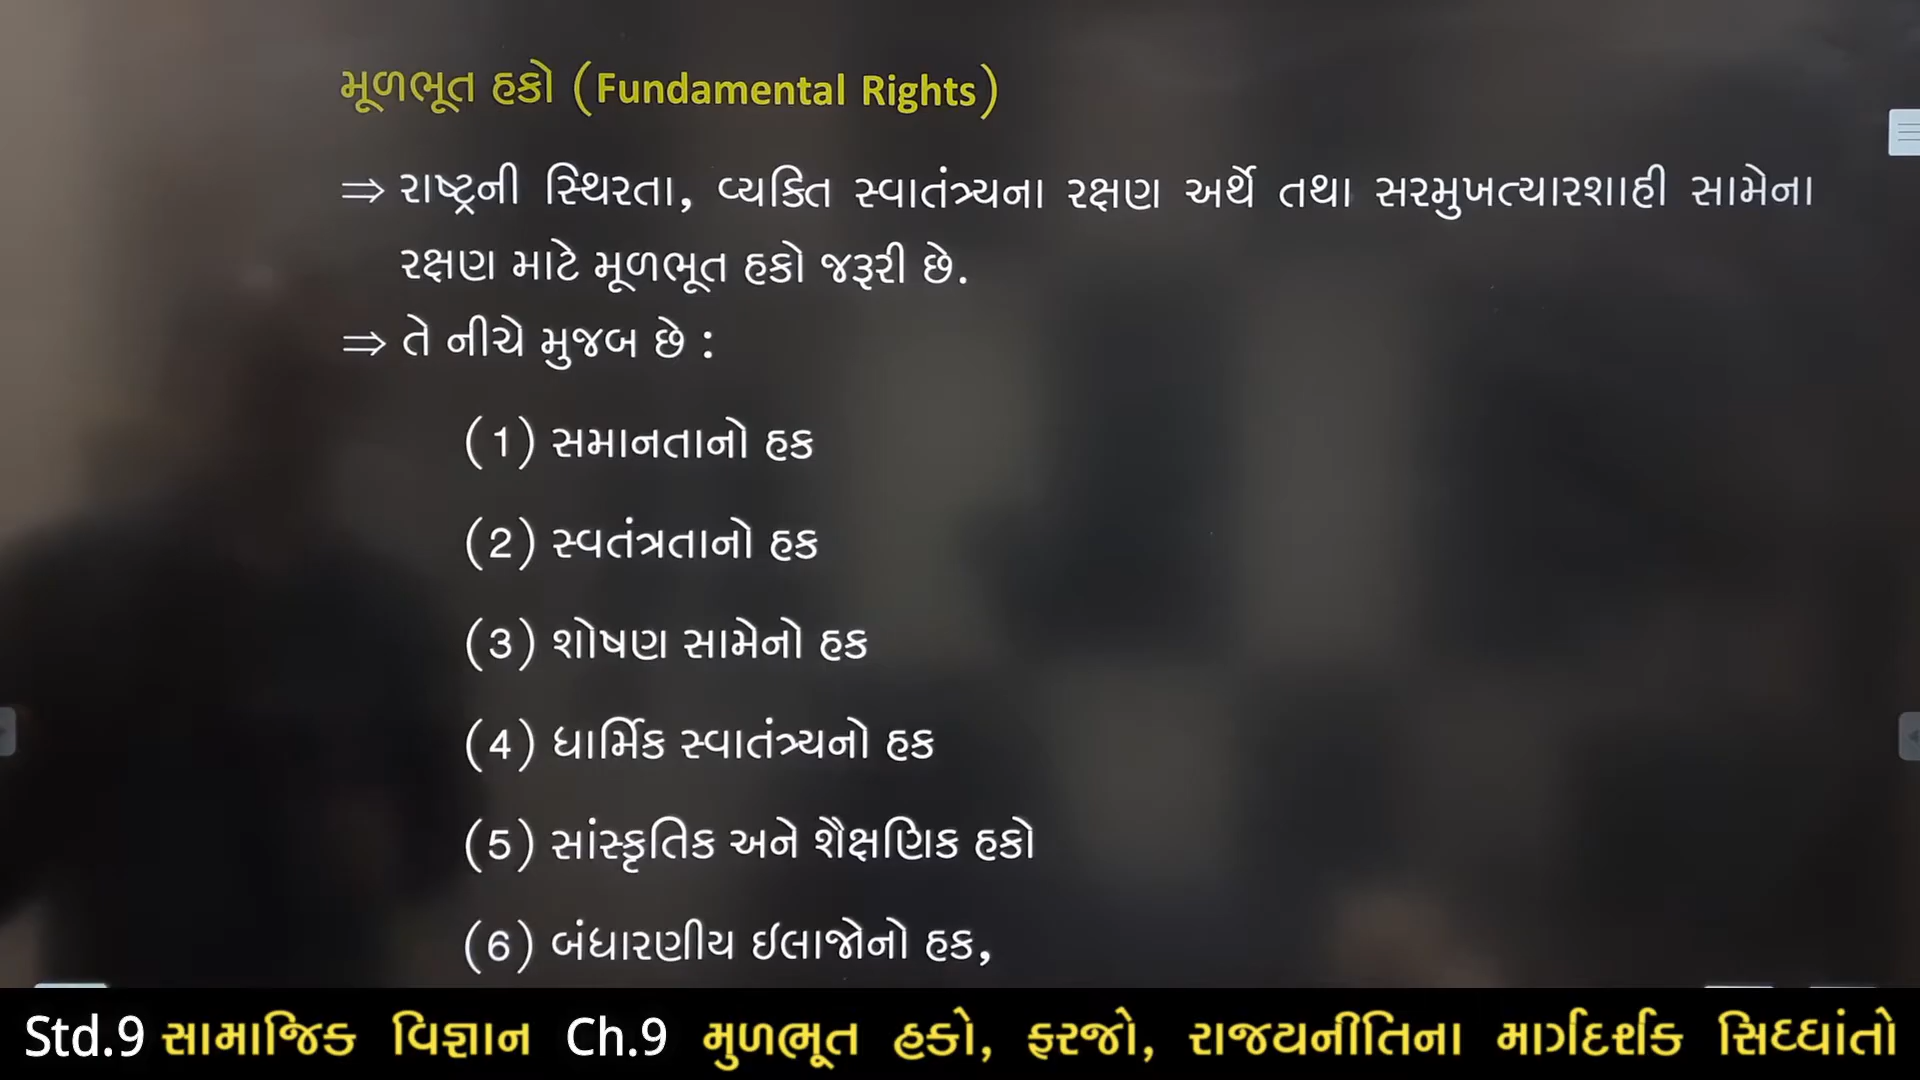 મૂળભૂત હકો (Fundamental Rights)
⇒ રાષ્ટ્રની સ્થિરતા, વ્યક્તિ સ્વાતંત્ર્યના રક્ષણ અર્થે તથા સરમુખત્યારશાહી સામેના
રક્ષણ માટે મૂળભૂત હકો જરૂરી છે.
⇒ તે નીચે મુજબ છે :
(1) સમાનતાનો હક
(2) સ્વતંત્રતાનો હક
(3) શોષણ સામેનો હક
(4) ધાર્મિક સ્વાતંત્ર્યનો હક
(5) સાંસ્કૃતિક અને શૈક્ષણિક હકો
(6) બંધારણીય ઈલાજોનો હક,
Std.9 સામાજિક વિજ્ઞાન Ch.9 મુળભૂત હકો, ફરજો, રાજયનીતિના માર્ગદર્શક સિધ્ધાંતો